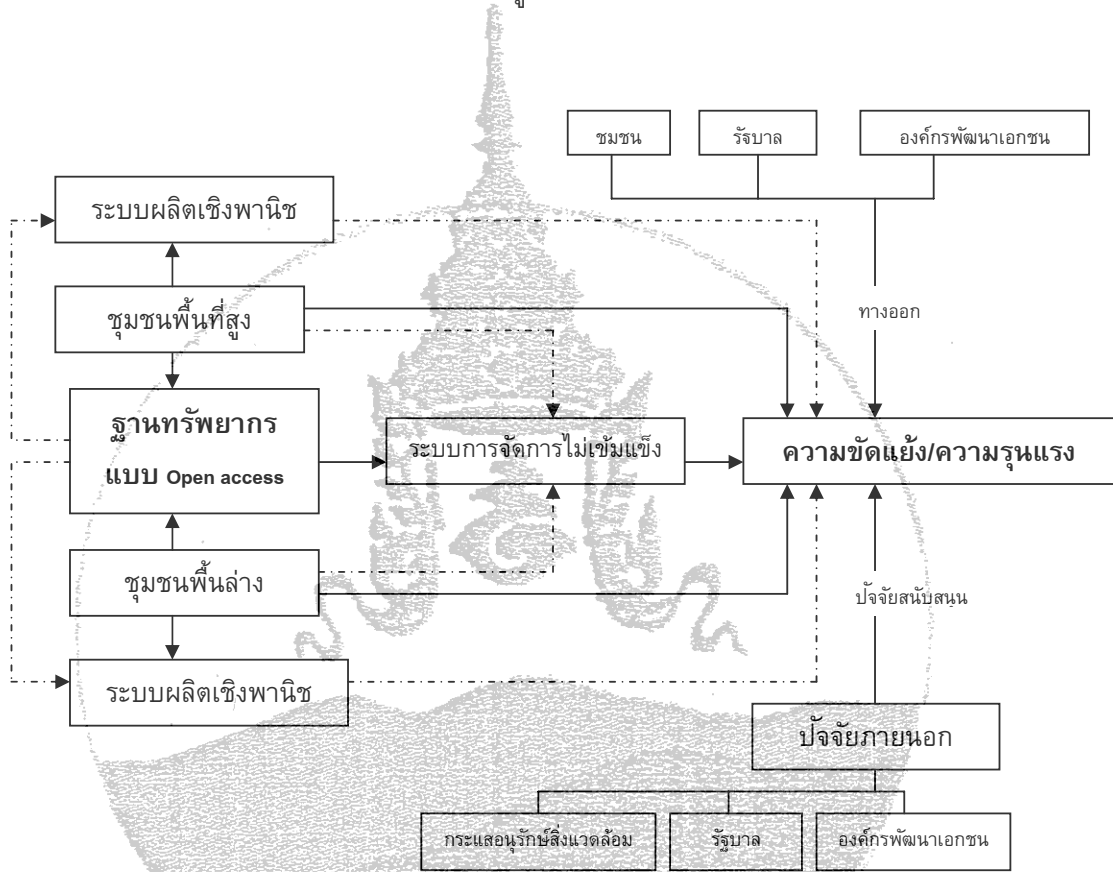 ชมชน
รัฐบาล
องค์กรพัฒนาเอกชน
ระบบผลิตเชิงพานิช
ชุมชนพื้นที่สูง
ทางออก
ฐานทรัพยากร
แบบ Open access
ระบบการจัดการไม่เข้มแข็ง
ความขัดแย้ง/ความรุนแรง
ชุมชนพื้นล่าง
ปัจจัยสนับสนุน
ระบบผลิตเชิงพานิช
ปัจจัยภายนอก
กระแสอนุรักษ์สิ่งแวดล้อม
รัฐบาล
องค์กรพัฒนาเอกชน